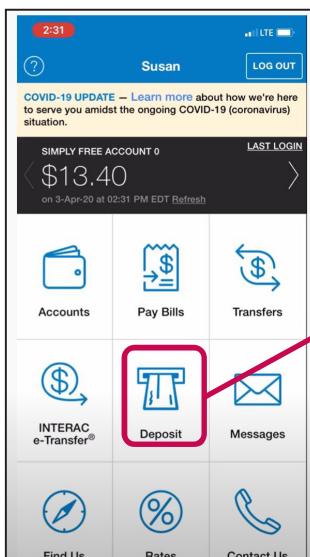 2:31
LTE
?
Susan
LOG OUT
COVID-19 UPDATE — Learn more about how we're here
to serve you amidst the ongoing COVID-19 (coronavirus)
situation.
SIMPLY FREE ACCOUNT 0
LAST LOGIN
$13.40
on 3-Apr-20 at 02:31 PM EDT Refresh
$
$
Accounts
Pay Bills
Transfers
$
INTERAC
e-Transfer®
Deposit
Messages
%
Find Us
Rates
Contact Us